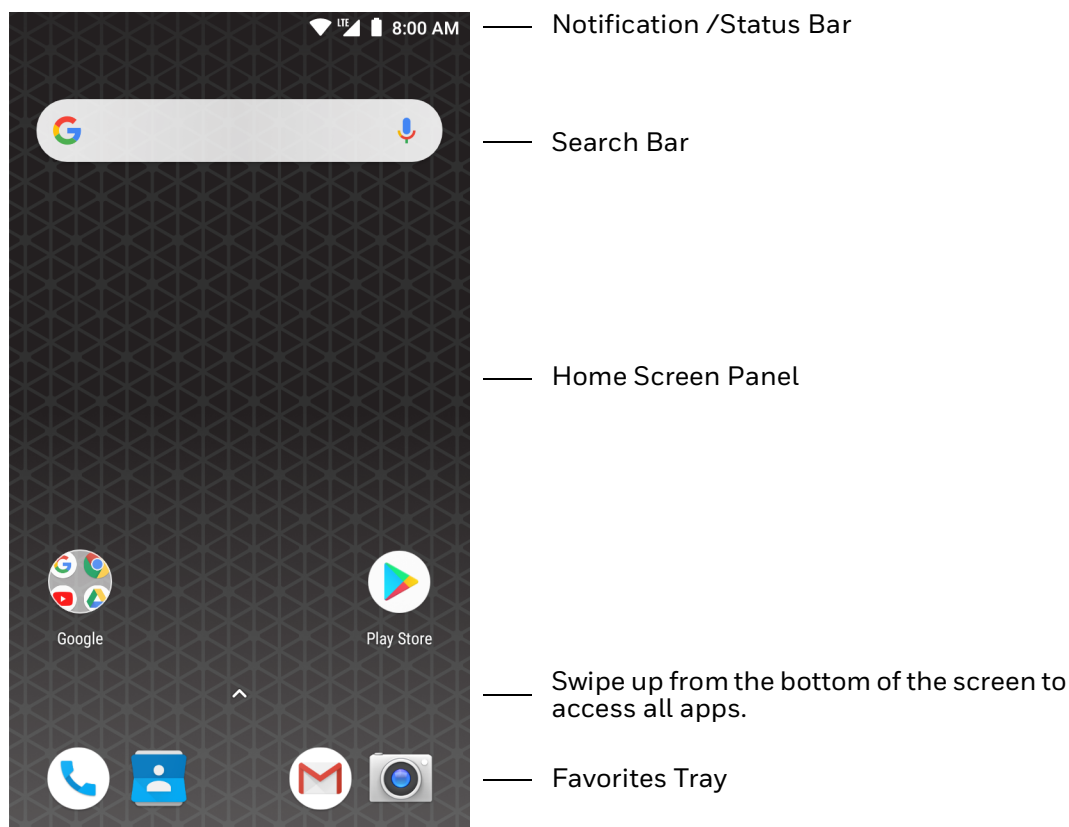 LTE 8:00 AM
Notification /Status Bar
Search Bar
Home Screen Panel
Google
Play Store
Swipe up from the bottom of the screen to
access all apps.
Favorites Tray